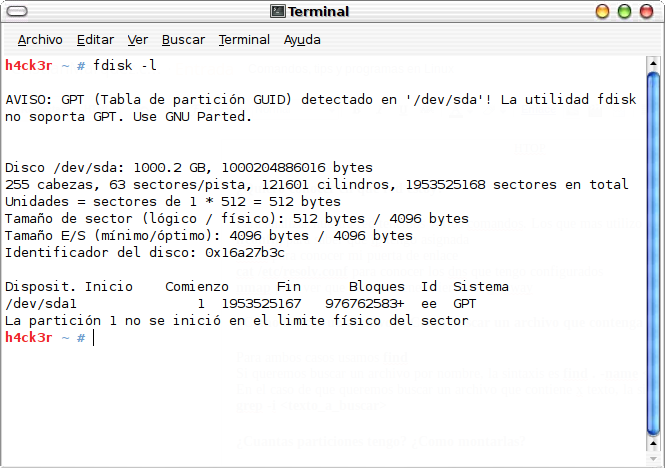 Terminal
Archivo Editar Ver Buscar Terminal Ayuda
h4ck3r ~ # fdisk -l
AVISO: GPT (Tabla de partición GUID) detectado en '/dev/sda'! La utilidad fdisk
no soporta GPT. Use GNU Parted.
Disco /dev/sda: 1000.2 GB, 1000204886016 bytes
255 cabezas, 63 sectores/pista, 121601 cilindros, 1953525168 sectores en total
Unidades = sectores de 1 * 512 = 512 bytes
Tamaño de sector (lógico / físico): 512 bytes / 4096 bytes
Tamaño E/S (mínimo/óptimo): 4096 bytes / 4096 bytes
Identificador del disco: 0x16a27b3c
Disposit. Inicio    Comienzo      Fin      Bloques  Id  Sistema
/dev/sda1               1  1953525167   976762583+  ee  GPT
La partición 1 no se inició en el limite físico del sector
h4ck3r ~ #